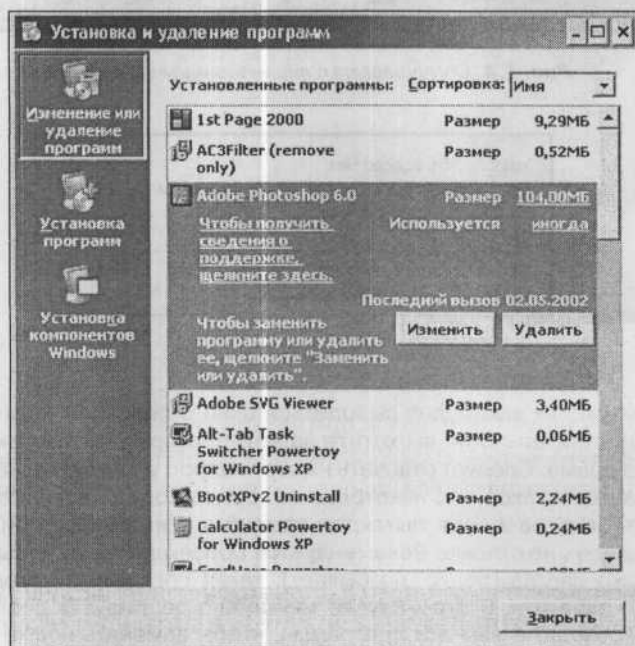 Установка и удаление программ
Изменение или
удаление
программ
Установка
программ
Установка
компонентов
Windows
Установленные программы: Сортировка: Имя
1st Page 2000 Размер 9,29МБ
AC3Filter (remove
only) Размер 0,52МБ
Adobe Photoshop 6.0 Размер 104,00МБ
Чтобы получить
сведения о
поддержке,
щелкните здесь.
Используется иногда
Последний вызов 02.05.2002
Чтобы заменить
программу или удалить
ее, щелкните "Заменить
или удалить".
Изменить Удалить
Adobe SVG Viewer Размер 3,40МБ
Alt-Tab Task
Switcher Powertoy
for Windows XP Размер 0,06МБ
BootXPv2 Uninstall Размер 2,24МБ
Calculator Powertoy
for Windows XP Размер 0,24МБ
Закрыть